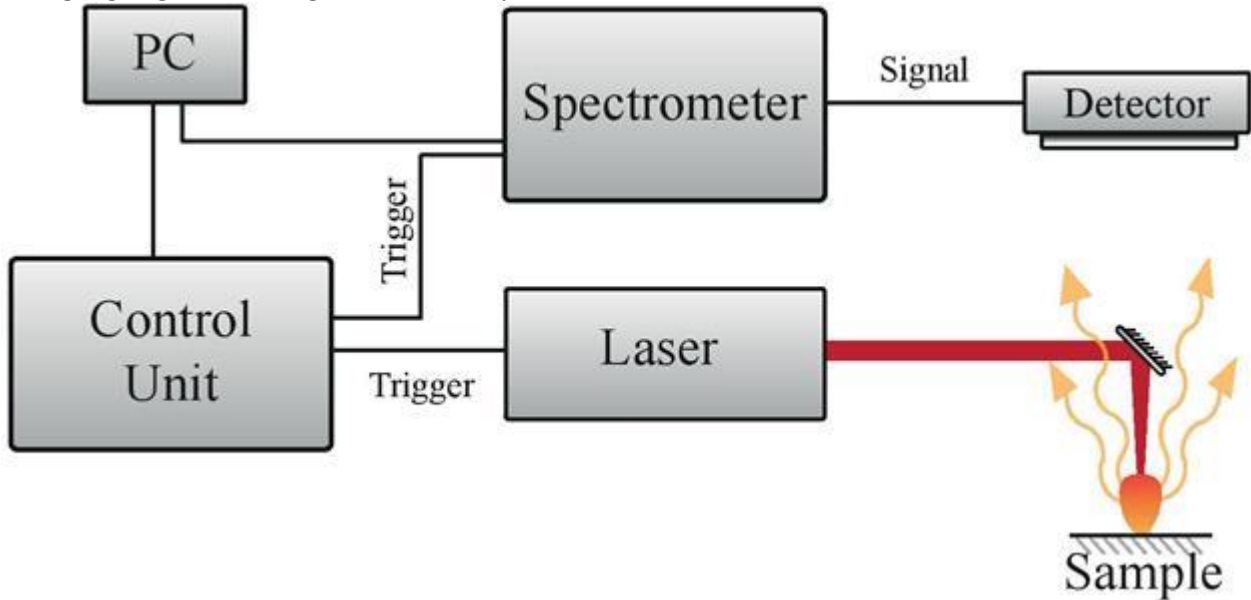 PC
Spectrometer
Signal
Detector
Trigger
Control
Unit
Laser
Trigger
Sample